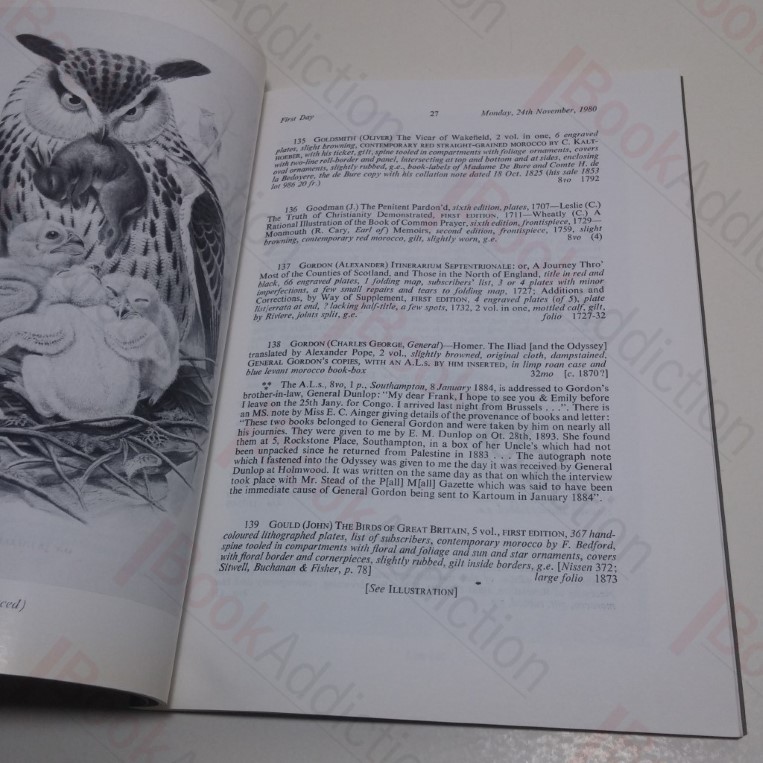 First Day 27 Monday, 24th November, 1980
135 GOLDSMITH (OLIVER) The Vicar of Wakefield, 2 vol. in one, 6 engraved
plates, slight browning, CONTEMPORARY RED STRAIGHT-GRAINED MOROCCO BY C. KALT-
HOEBER, with his ticket, gilt, spine tooled in compartments with foliage ornaments, covers
with two-line roll-border and panel, intersecting at top and bottom and at sides, enclosing
oval ornaments, slightly rubbed, g.e., book-labels of Madame De Bure and Comte H. de
la Bedoyere, the de Bure copy with his collation note dated 18 Oct. 1825 (his sale 1853
lot 986 20 fr.) 8vo 1792
136 Goodman (J.) The Penitent Pardon'd, sixth edition, plates, 1707—Leslie (C.)
The Truth of Christianity Demonstrated, FIRST EDITION, 1711—Wheatly (C.) A
Rational Illustration of the Book of Common Prayer, sixth edition, frontispiece, 1729—
Monmouth (R. Cary, Earl of) Memoirs, second edition, frontispiece, 1759, slight
browning, contemporary red morocco, gilt, slightly worn, g.e. 8vo (4)
137 GORDON (ALEXANDER) ITINERARIUM SEPTENTRIONALE: or, A Journey Thro'
Most of the Counties of Scotland, and Those in the North of England, title in red and
black, 66 engraved plates, 1 folding map, subscribers' list, 3 or 4 plates with minor
imperfections, a few small repairs and tears to folding map, 1727; Additions and
Corrections, by Way of Supplement, FIRST EDITION, 4 engraved plates (of 5), plate
list/errata at end, ? lacking half-title, a few spots, 1732, 2 vol. in one, mottled calf, gilt,
by Riviere, joints split, g.e. folio 1727-32
138 GORDON (CHARLES GEORGE, General)—Homer. The Iliad [and the Odyssey]
translated by Alexander Pope, 2 vol., slightly browned, original cloth, dampstained,
GENERAL GORDON'S COPIES, WITH AN A.L.s. BY HIM INSERTED, in limp roan case and
blue levant morocco book-box 32mo [c. 1870?]
The A.L.s., 8vo, 1 p., Southampton, 8 January 1884, is addressed to Gordon's
brother-in-law, General Dunlop: "My dear Frank, I hope to see you & Emily before
I leave on the 25th Jany. for Congo. I arrived last night from Brussels . . .". There is
an MS. note by Miss E. C. Ainger giving details of the provenance of books and letter:
"These two books belonged to General Gordon and were taken by him on nearly all
his journies. They were given to me by E. M. Dunlop on Ot. 28th, 1893. She found
them at 5, Rockstone Place, Southampton, in a box of her Uncle's which had not
been unpacked since he returned from Palestine in 1883 . . . The autograph note
which I fastened into the Odyssey was given to me the day it was received by General
Dunlop at Holmwood. It was written on the same day as that on which the interview
took place with Mr. Stead of the P[all] M[all] Gazette which was said to have been
the immediate cause of General Gordon being sent to Kartoum in January 1884".
139 GOULD (JOHN) THE BIRDS OF GREAT BRITAIN, 5 vol., FIRST EDITION, 367 hand-
coloured lithographed plates, list of subscribers, contemporary morocco by F. Bedford,
spine tooled in compartments with floral and foliage and sun and star ornaments, covers
with floral border and cornerpieces, slightly rubbed, gilt inside borders, g.e. [Nissen 372;
Sitwell, Buchanan & Fisher, p. 78] large folio 1873
[See ILLUSTRATION]
ced)
BookAddiction